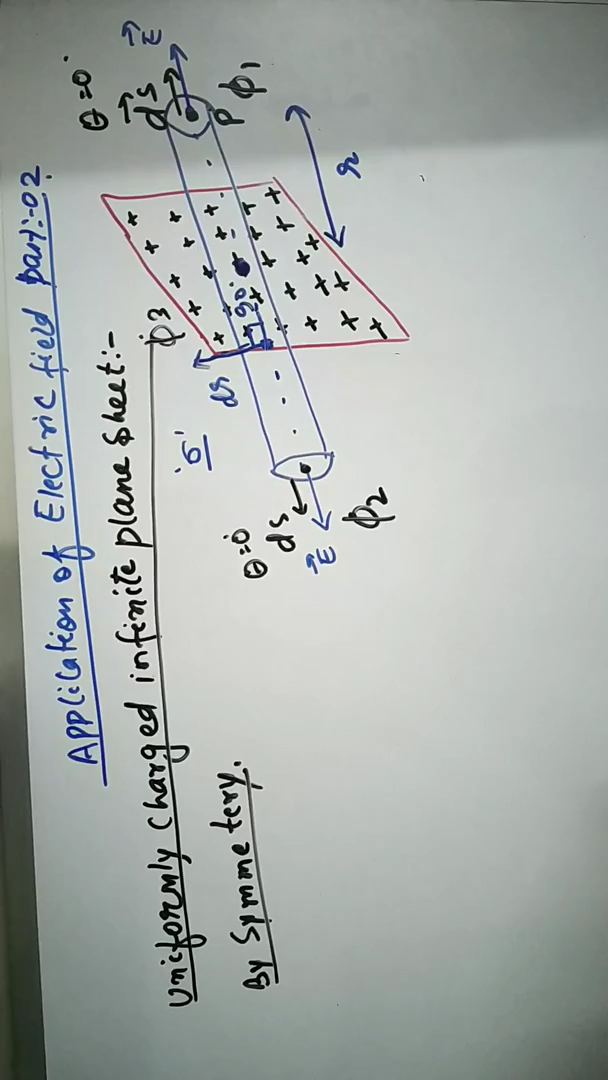 Application of Electric field part:-02
Uniformly Charged infinite plane sheet:-
By Symmetery.
θ=0°
ds
E
P
ϕ1
r
ϕ3
90°
ds
'σ'
θ=0°
ds
E
ϕ2